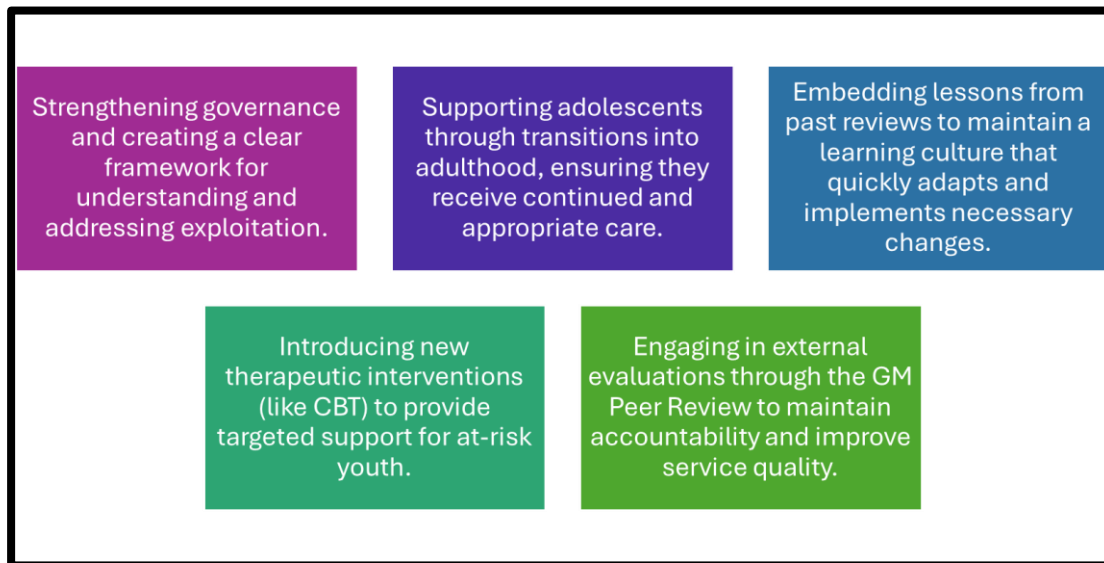 Strengthening governance
and creating a clear
framework for
understanding and
addressing exploitation.
Supporting adolescents
through transitions into
adulthood, ensuring they
receive continued and
appropriate care.
Embedding lessons from
past reviews to maintain a
learning culture that
quickly adapts and
implements necessary
changes.
Introducing new
therapeutic interventions
(like CBT) to provide
targeted support for at-risk
youth.
Engaging in external
evaluations through the GM
Peer Review to maintain
accountability and improve
service quality.